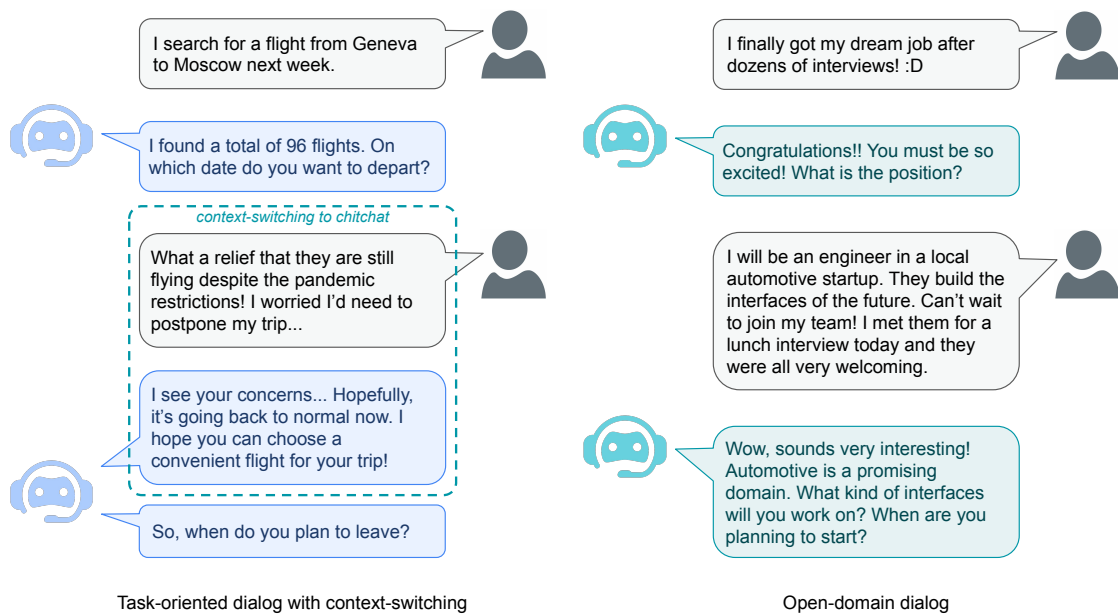 I search for a flight from Geneva
to Moscow next week.
I found a total of 96 flights. On
which date do you want to depart?
context-switching to chitchat
What a relief that they are still
flying despite the pandemic
restrictions! I worried I'd need to
postpone my trip...
I see your concerns... Hopefully,
it's going back to normal now. I
hope you can choose a
convenient flight for your trip!
So, when do you plan to leave?
Task-oriented dialog with context-switching
I finally got my dream job after
dozens of interviews! :D
Congratulations!! You must be so
excited! What is the position?
I will be an engineer in a local
automotive startup. They build the
interfaces of the future. Can't wait
to join my team! I met them for a
lunch interview today and they
were all very welcoming.
Wow, sounds very interesting!
Automotive is a promising
domain. What kind of interfaces
will you work on? When are you
planning to start?
Open-domain dialog